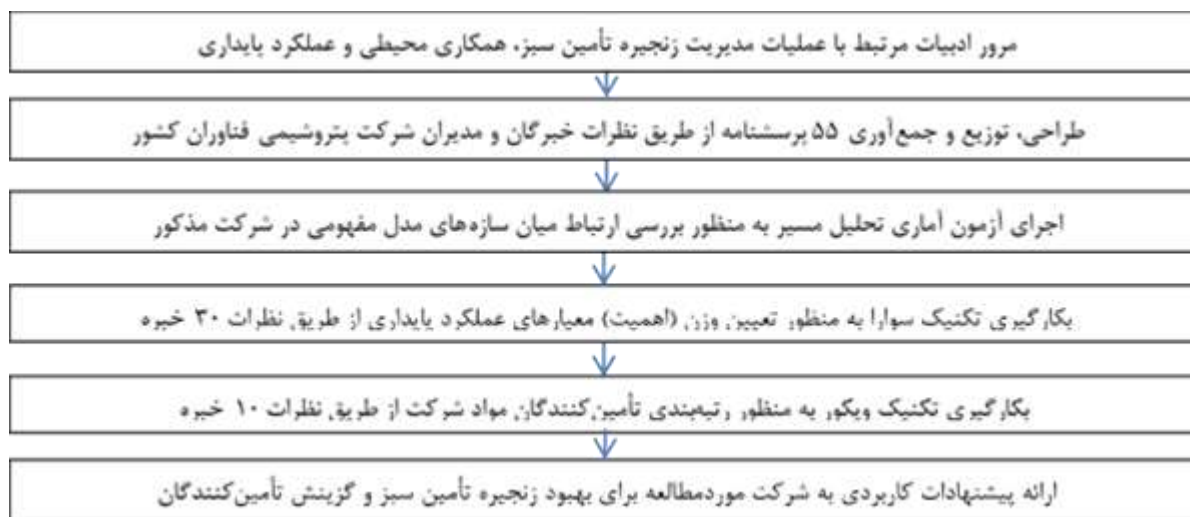 مرور ادبیات مرتبط با عملیات مدیریت زنجیره تأمین سبز، همکاری محیطی و عملکرد پایداری
طراحی، توزیع و جمع‌آوری ۵۵ پرسشنامه از طریق نظرات خبرگان و مدیران شرکت پتروشیمی فناوران کشور
اجرای آزمون آماری تحلیل مسیر به منظور بررسی ارتباط میان سازه‌های مدل مفهومی در شرکت مذکور
بکارگیری تکنیک سوارا به منظور تعیین وزن (اهمیت) معیارهای عملکرد پایداری از طریق نظرات ۳۰ خبره
بکارگیری تکنیک ویکور به منظور رتبه‌بندی تأمین‌کنندگان مواد شرکت از طریق نظرات ۱۰ خبره
ارائه پیشنهادات کاربردی به شرکت موردمطالعه برای بهبود زنجیره تأمین سبز و گزینش تأمین‌کنندگان